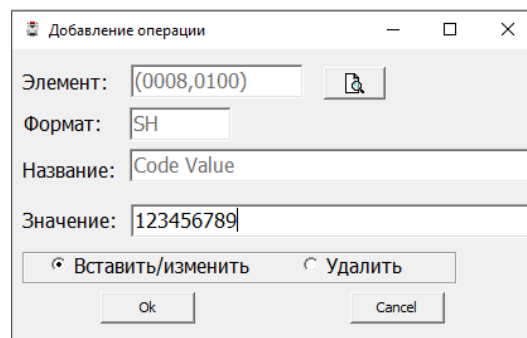 Добавление операции
Элемент: (0008,0100)
Формат: SH
Название: Code Value
Значение: 123456789
Вставить/изменить Удалить
Ok Cancel